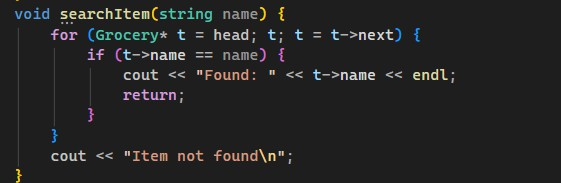 void searchItem(string name) {
    for (Grocery* t = head; t; t = t->next) {
        if (t->name == name) {
            cout << "Found: " << t->name << endl;
            return;
        }
    }
    cout << "Item not found\n";
}